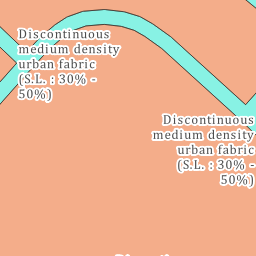 Discontinuous
medium density
urban fabric
(S.L. : 30% -
50%)
Discontinuous
medium density
urban fabric
(S.L. : 30% -
50%)